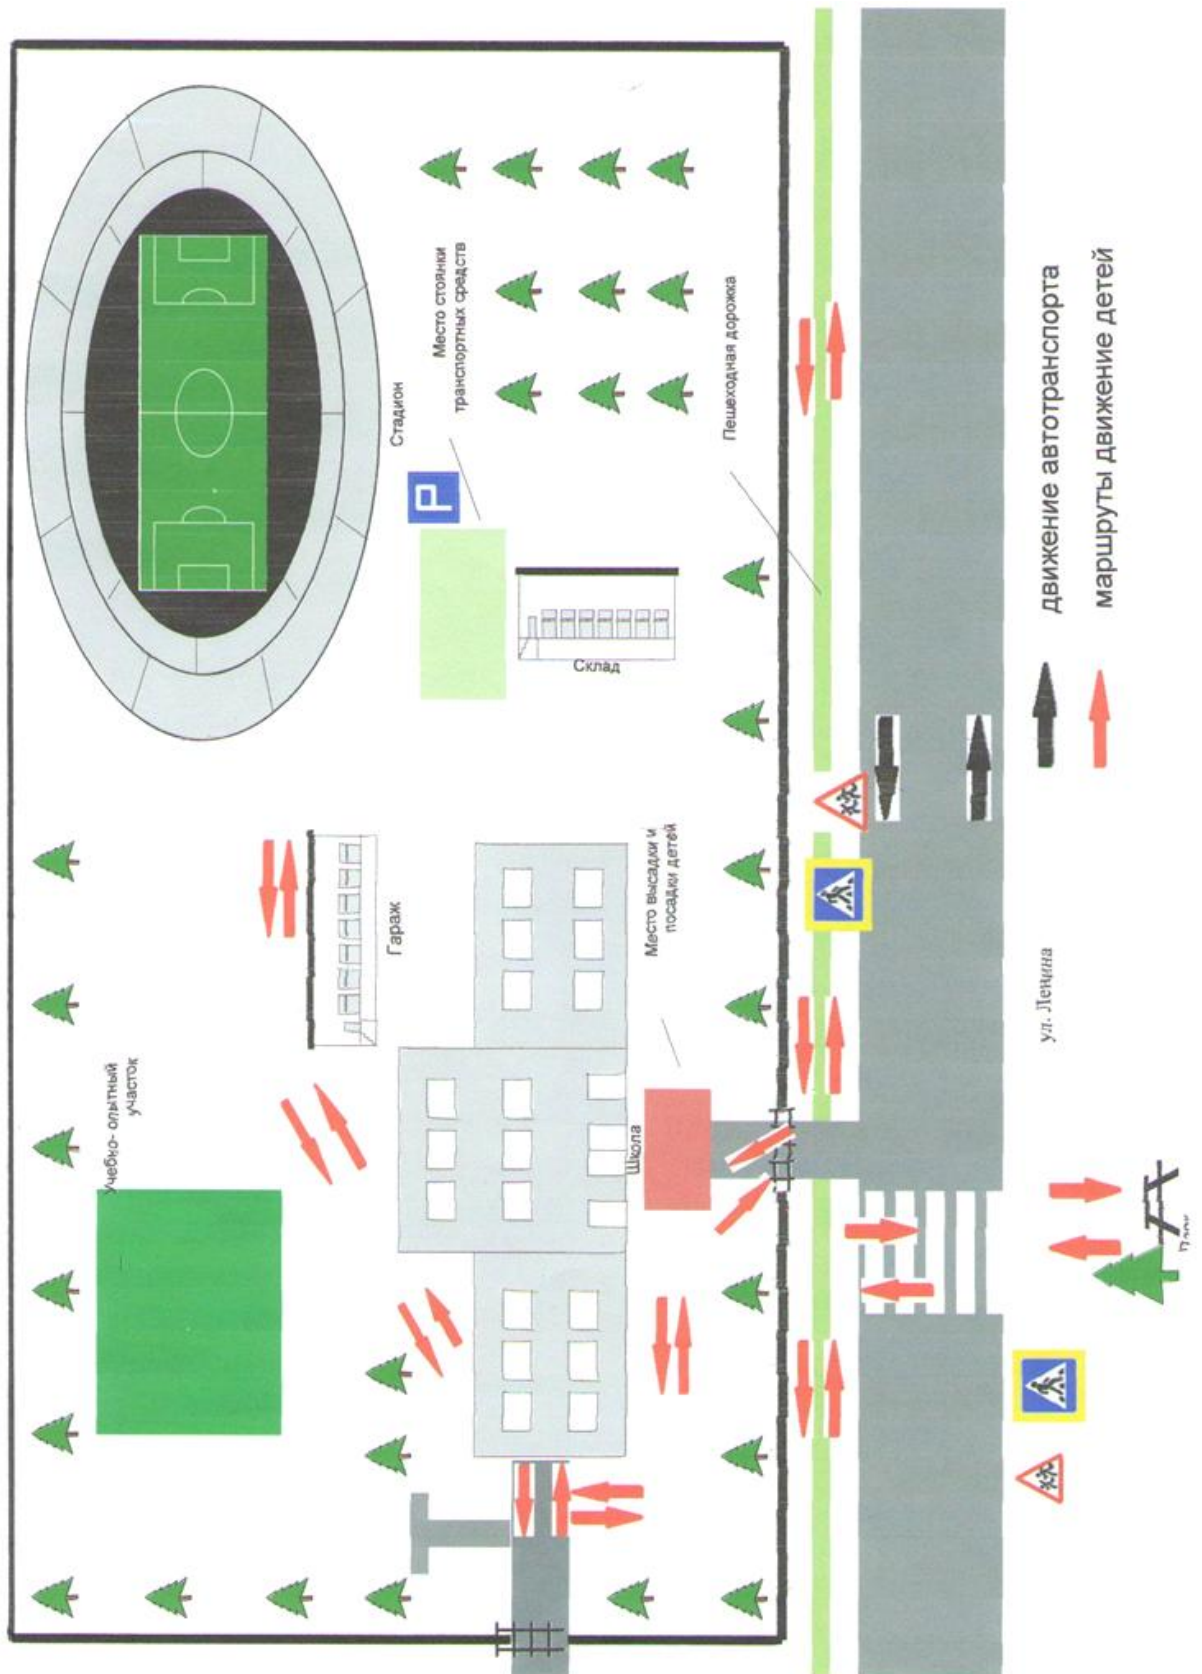 Стадион
Место стоянки
транспортных средств
P
Пешеходная дорожка
Склад
Гараж
Учебно- опытный
участок
Место высадки и
посадки детей
Школа
ул. Ленина
движение автотранспорта
маршруты движение детей